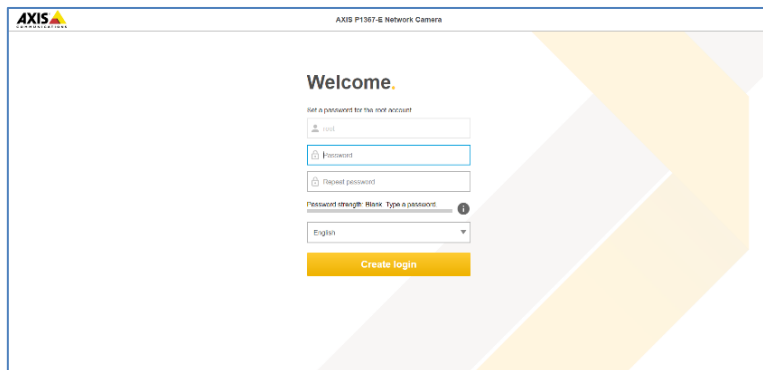 AXIS
COMMUNICATIONS
AXIS P1367-E Network Camera
Welcome.
Set a password for the root account
root
Password
Repeat password
Password strength: Blank. Type a password.
i
English
Create login